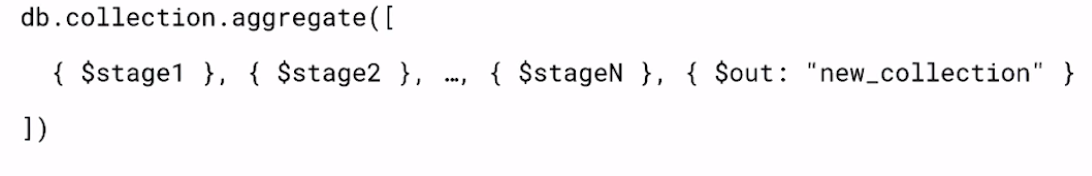 db.collection.aggregate([
{ $stage1 }, { $stage2 }, …, { $stageN }, { $out: "new_collection" }
])